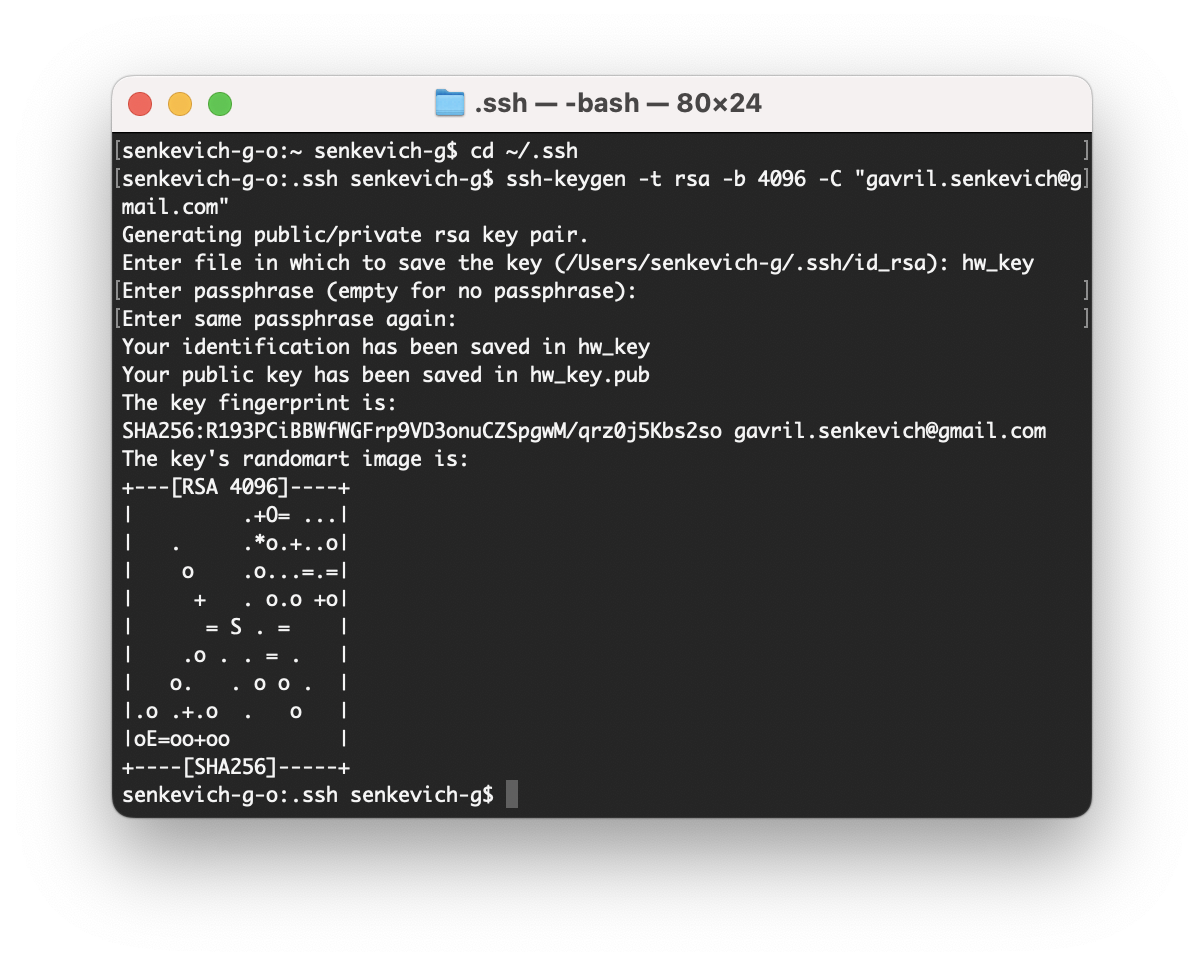 .ssh — -bash — 80×24
[senkevich-g-o:~ senkevich-g$ cd ~/.ssh ]
[senkevich-g-o:.ssh senkevich-g$ ssh-keygen -t rsa -b 4096 -C "gavril.senkevich@g]
mail.com"
Generating public/private rsa key pair.
Enter file in which to save the key (/Users/senkevich-g/.ssh/id_rsa): hw_key
[Enter passphrase (empty for no passphrase): ]
[Enter same passphrase again: ]
Your identification has been saved in hw_key
Your public key has been saved in hw_key.pub
The key fingerprint is:
SHA256:R193PCiBBWfWGFrp9VD3onuCZSpgwM/qrz0j5Kbs2so gavril.senkevich@gmail.com
The key's randomart image is:
+---[RSA 4096]----+
|         .+O= ...|
|   .     .*o.+..o|
|    o    .o...=.=|
|     +   . o.o +o|
|      = S . =    |
|    .o . . = .   |
|   o.   . o o .  |
|.o .+.o  .   o   |
|oE=oo+oo         |
+----[SHA256]-----+
senkevich-g-o:.ssh senkevich-g$